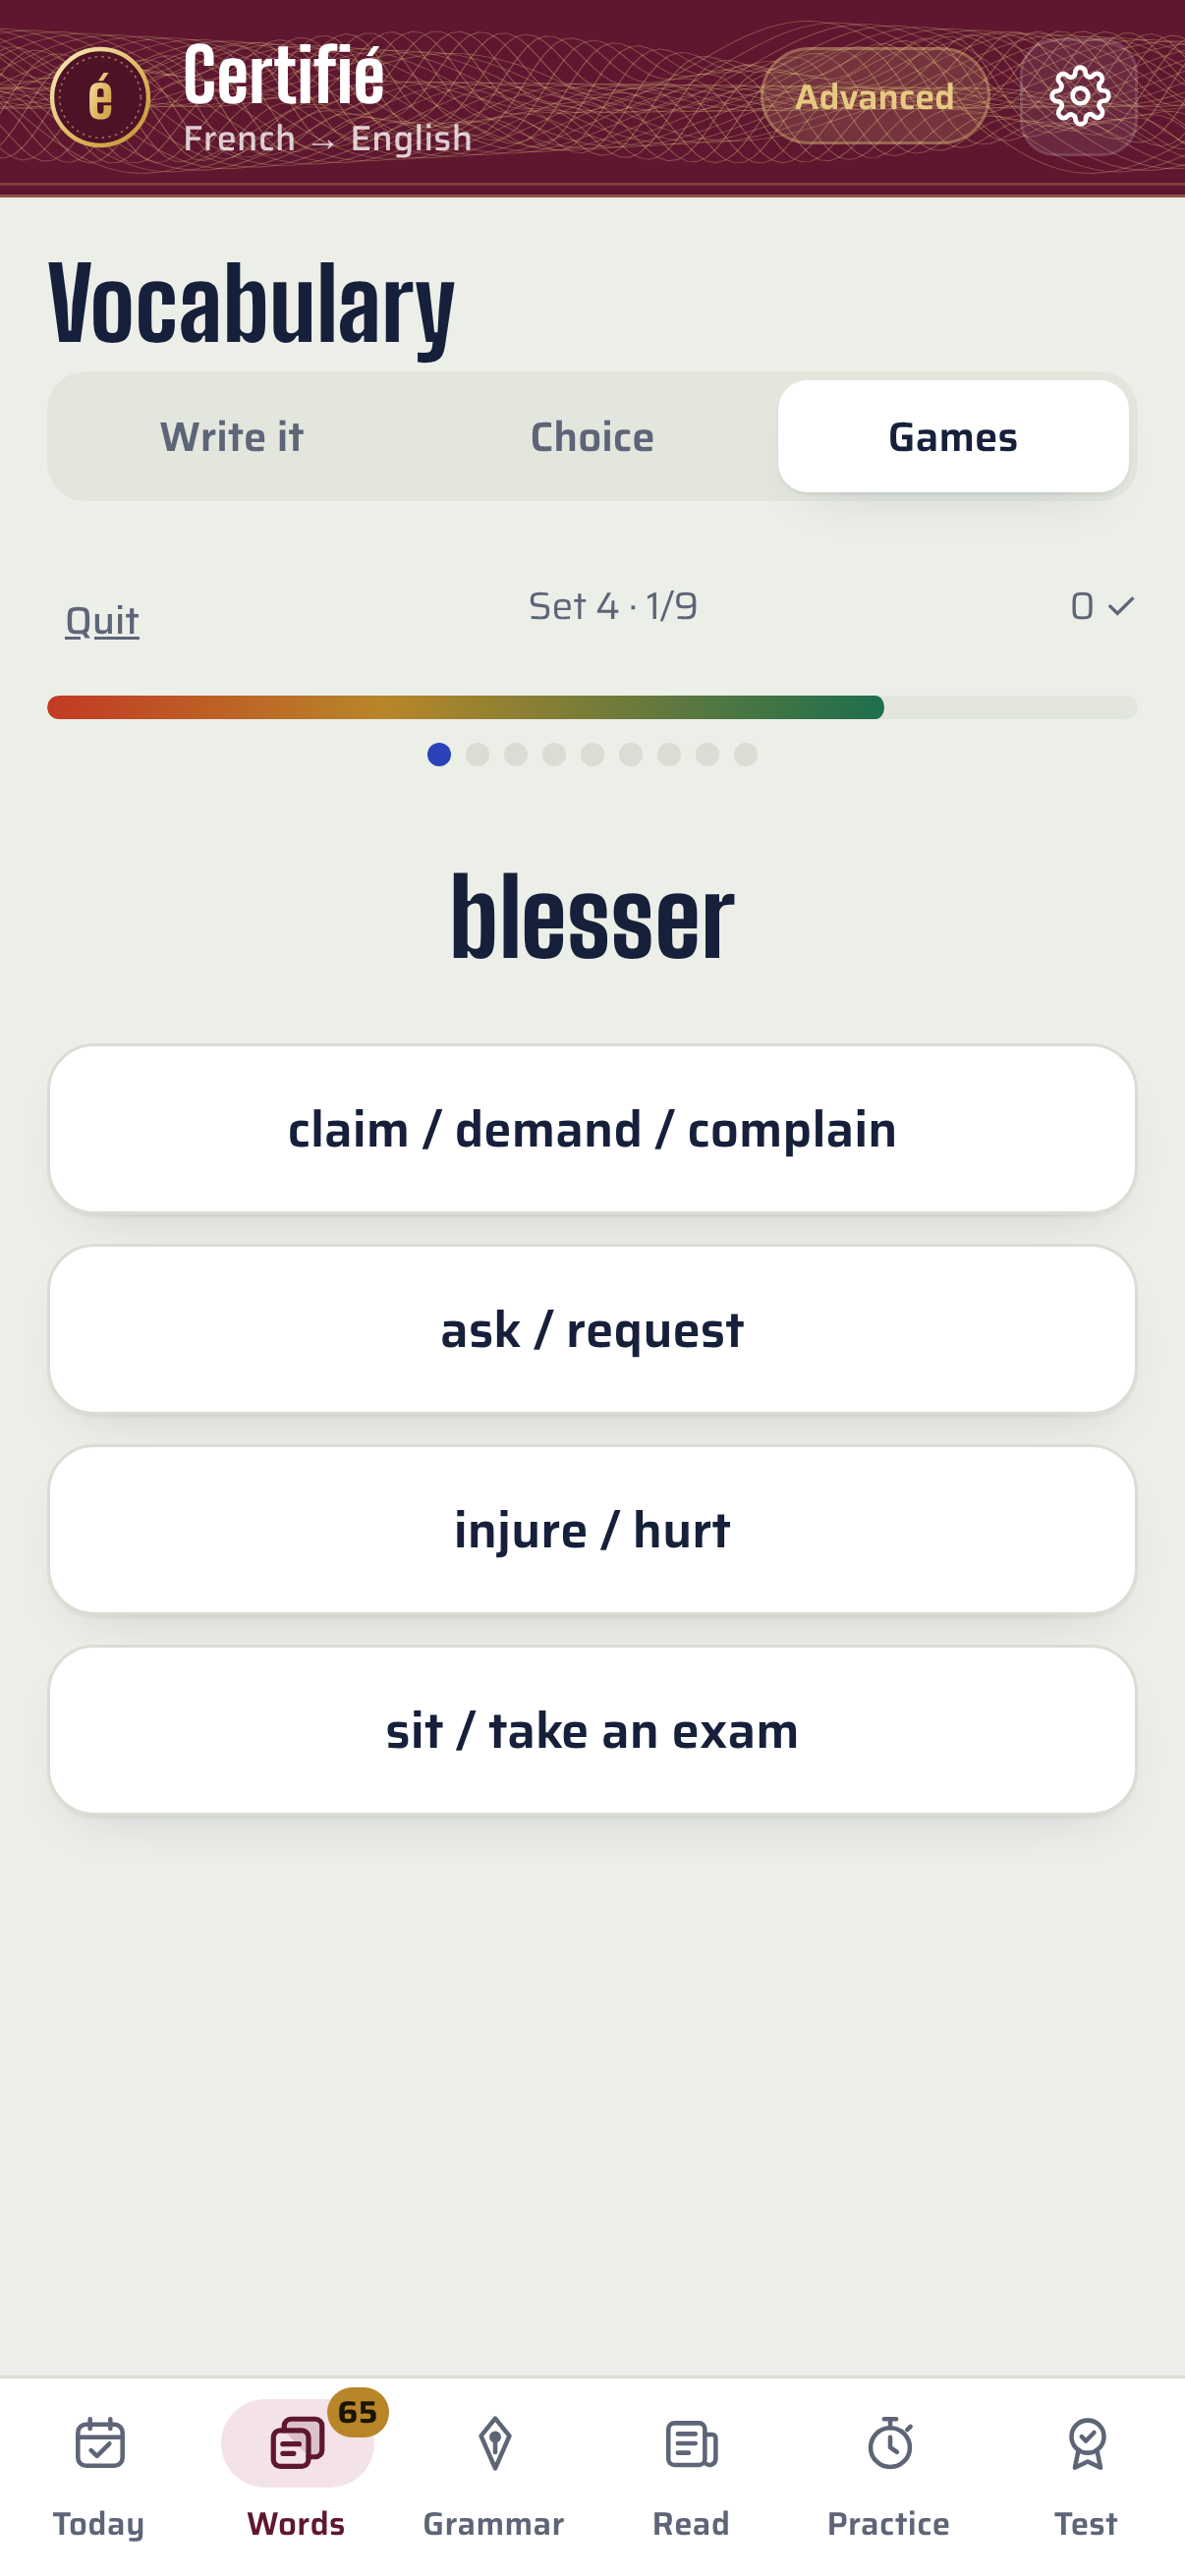 é
Certifié
French → English
Advanced
Vocabulary
Write it
Choice
Games
Quit
Set 4 · 1/9
0 ✓
blesser
claim / demand / complain
ask / request
injure / hurt
sit / take an exam
65
Today
Words
Grammar
Read
Practice
Test